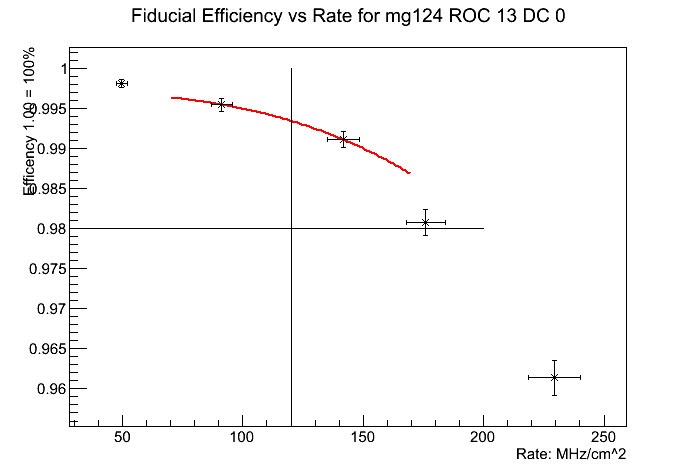 Fiducial Efficiency vs Rate for mg124 ROC 13 DC 0
Efficency 1.00 = 100%
1
0.995
0.99
0.985
0.98
0.975
0.97
0.965
0.96
50 100 150 200 250
Rate: MHz/cm^2